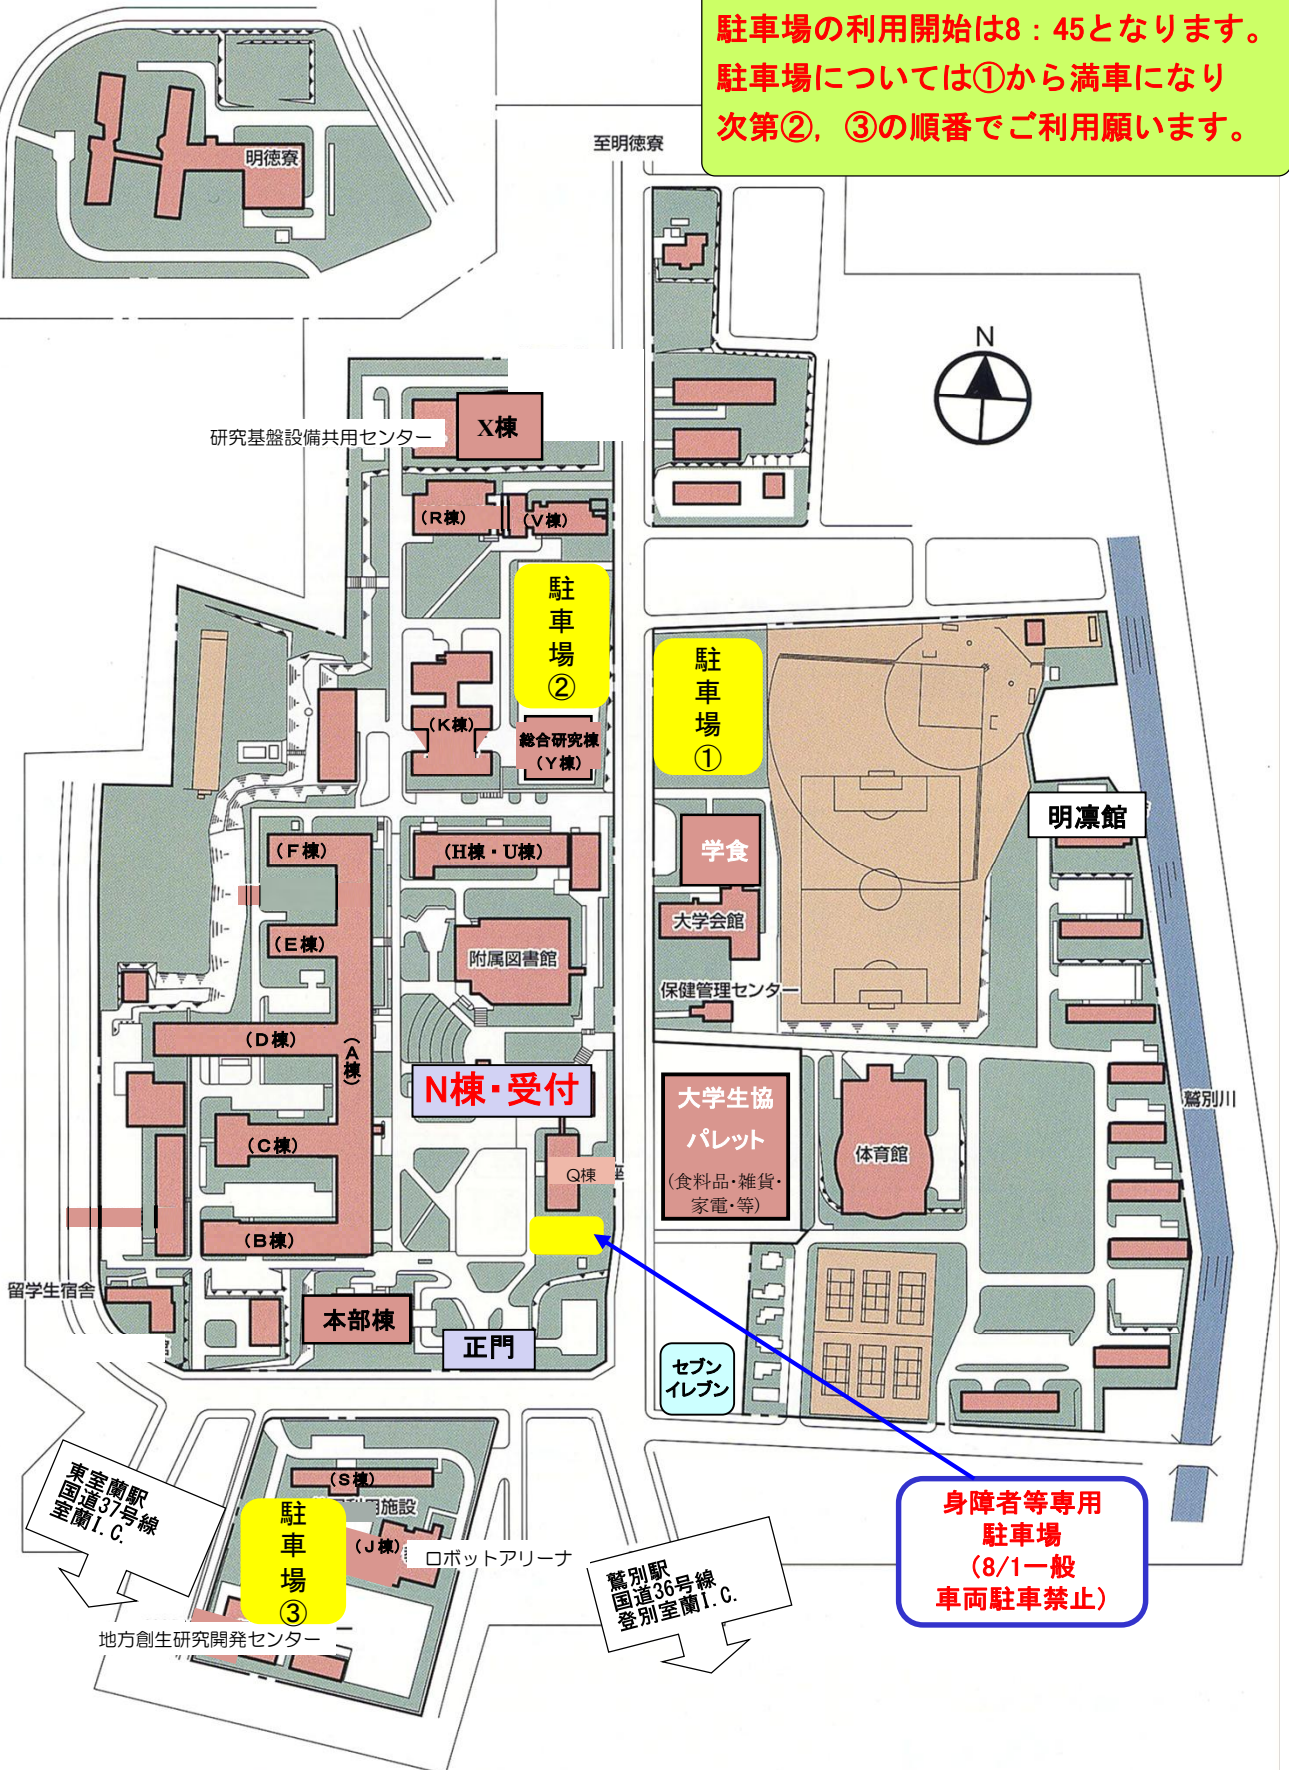 駐車場の利用開始は8：45となります。
駐車場については①から満車になり
次第②，③の順番でご利用願います。
至明徳寮
明徳寮
N
X棟
研究基盤設備共用センター
(R棟)
(V棟)
駐車場②
駐車場①
(K棟)
総合研究棟
(Y棟)
明凛館
(F棟)
(H棟・U棟)
学食
大学会館
(E棟)
附属図書館
保健管理センター
(D棟)
(A棟)
N棟・受付
大学生協
パレット
(食料品・雑貨・
家電・等)
体育館
鷲別川
(C棟)
Q棟
(B棟)
留学生宿舎
本部棟
正門
セブン
イレブン
東室蘭駅
国道37号線
室蘭I.C.
(S棟)
用施設
駐車場③
(J棟)
ロボットアリーナ
地方創生研究開発センター
鷲別駅
国道36号線
登別室蘭I.C.
身障者等専用
駐車場
(8/1一般
車両駐車禁止)